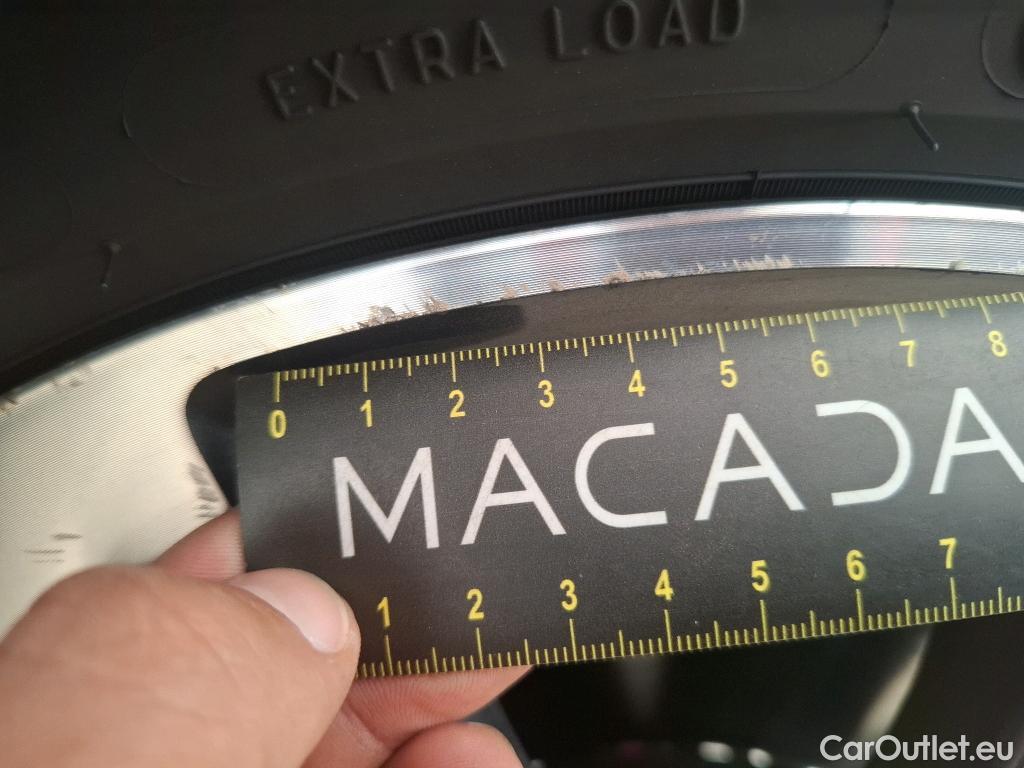 EXTRA LOAD
0 1 2 3 4 5 6 7 8
MACADA
1 2 3 4 5 6 7
CarOutlet.eu